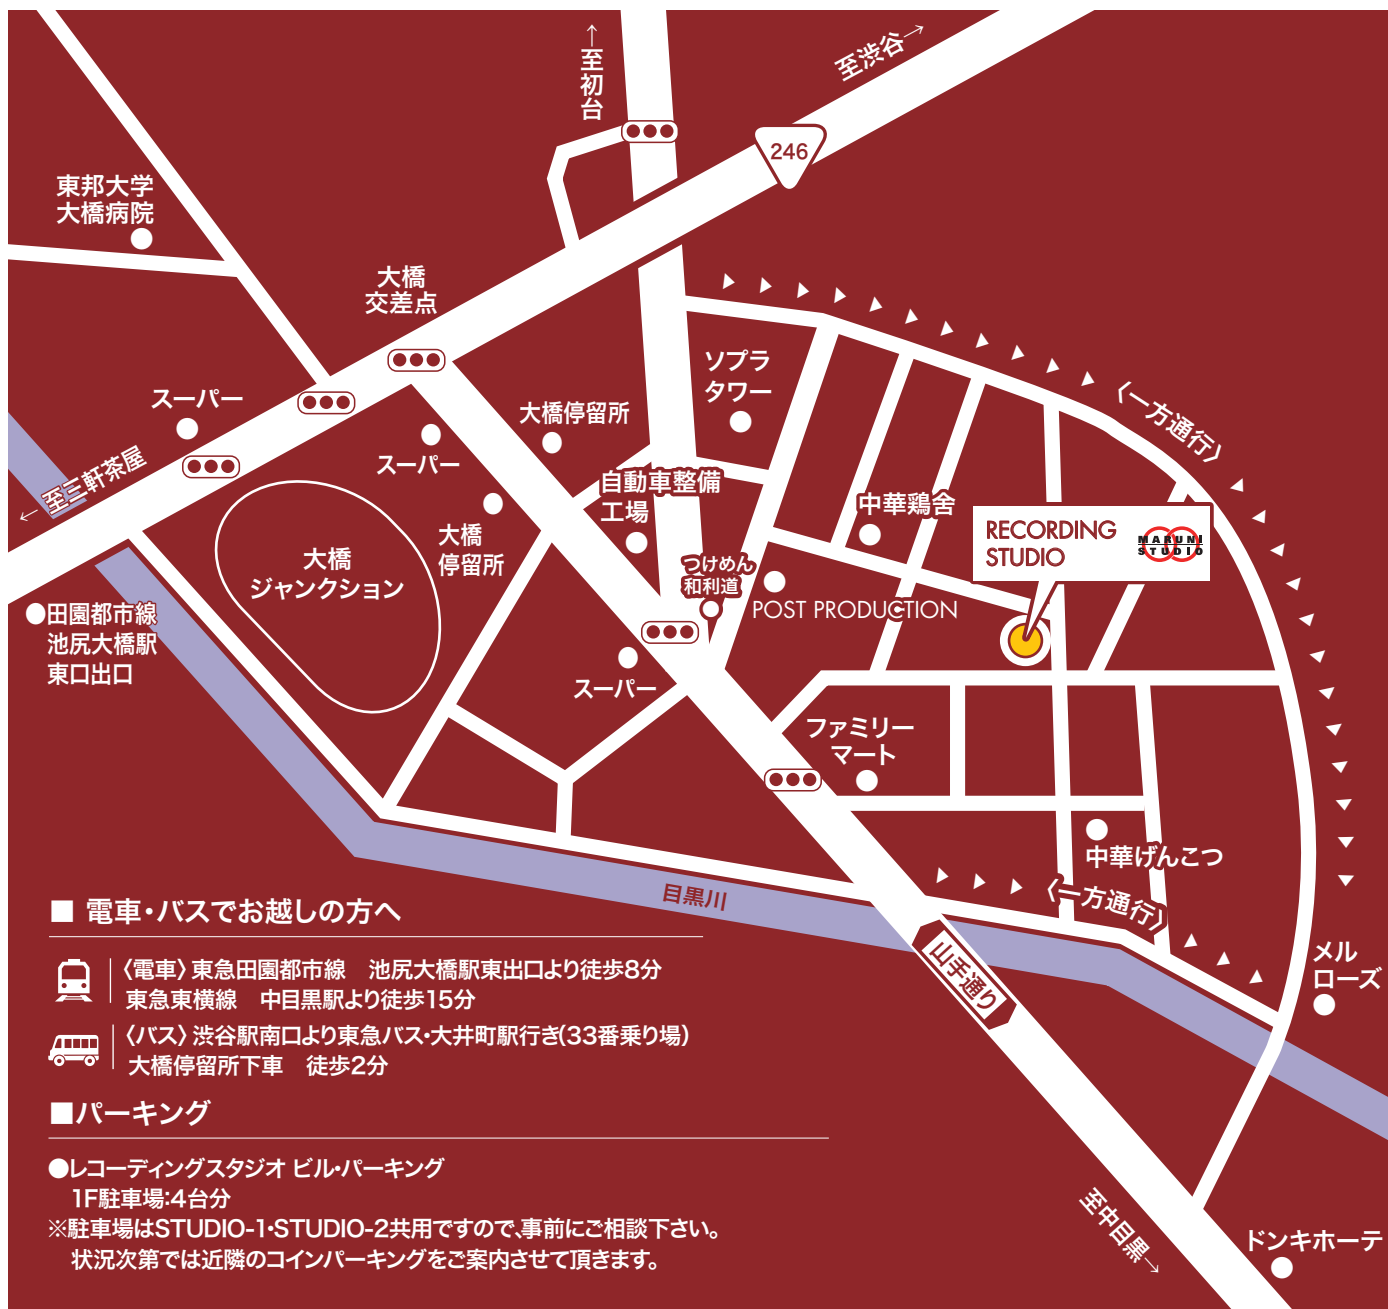 ↑至初台
至渋谷→
246
東邦大学
大橋病院
大橋
交差点
ソプラ
タワー
〈一方通行〉
スーパー
大橋停留所
スーパー
←至三軒茶屋
自動車整備
工場
中華鶏舎
RECORDING
STUDIO
MARUNI
STUDIO
大橋
停留所
大橋
ジャンクション
つけめん
和利道
POST PRODUCTION
●田園都市線
池尻大橋駅
東口出口
スーパー
ファミリー
マート
中華げんこつ
目黒川
〈一方通行〉
山手通り
メル
ローズ
■ 電車・バスでお越しの方へ
〈電車〉東急田園都市線　池尻大橋駅東出口より徒歩8分
東急東横線　中目黒駅より徒歩15分
〈バス〉渋谷駅南口より東急バス・大井町駅行き(33番乗り場)
大橋停留所下車　徒歩2分
■パーキング
●レコーディングスタジオ ビル・パーキング
1F駐車場:4台分
※駐車場はSTUDIO-1・STUDIO-2共用ですので、事前にご相談下さい。
状況次第では近隣のコインパーキングをご案内させて頂きます。
至中目黒→
ドンキホーテ